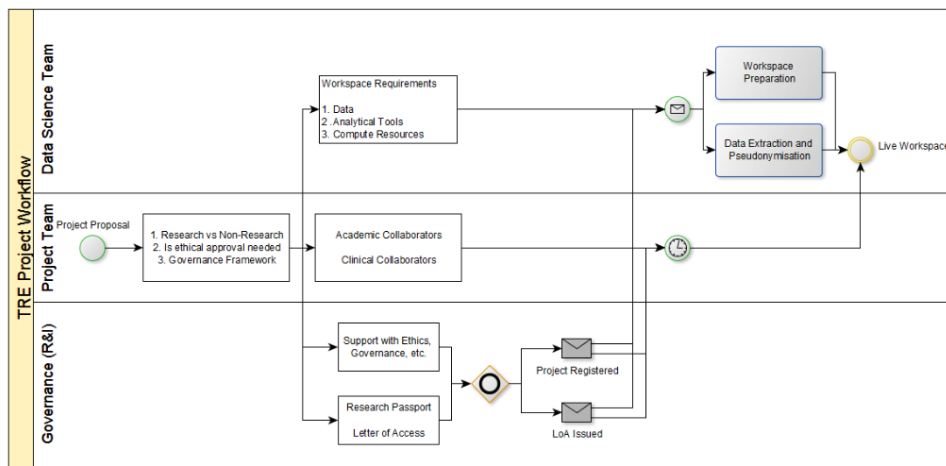 TRE Project Workflow
Data Science Team
Workspace Requirements
1. Data
2. Analytical Tools
3. Compute Resources
Workspace
Preparation
Data Extraction and
Pseudonymisation
Live Workspace
Project Team
Project Proposal
1. Research vs Non-Research
2. Is ethical approval needed
3. Governance Framework
Academic Collaborators
Clinical Collaborators
Governance (R&I)
Support with Ethics,
Governance, etc.
Research Passport
Letter of Access
Project Registered
LoA Issued